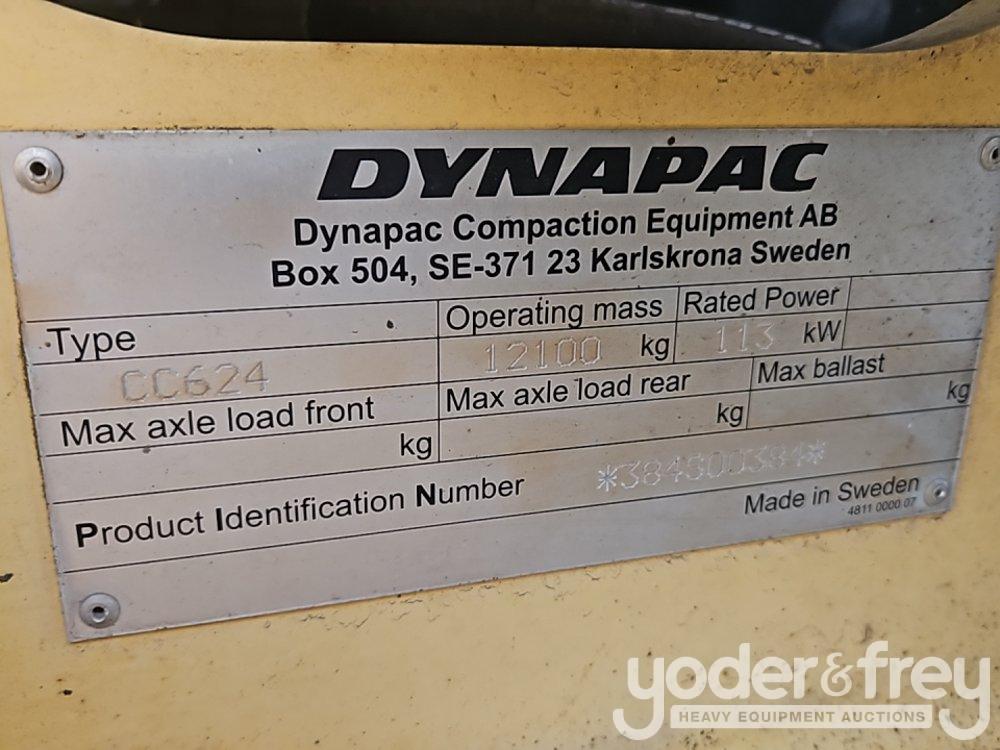 DYNAPAC
Dynapac Compaction Equipment AB
Box 504, SE-371 23 Karlskrona Sweden
Type Operating mass Rated Power
CC624 12100 kg 113 kW
Max axle load front Max axle load rear Max ballast
kg kg kg
Product Identification Number
Made in Sweden
4811 0000 07
yoder&frey
HEAVY EQUIPMENT AUCTIONS